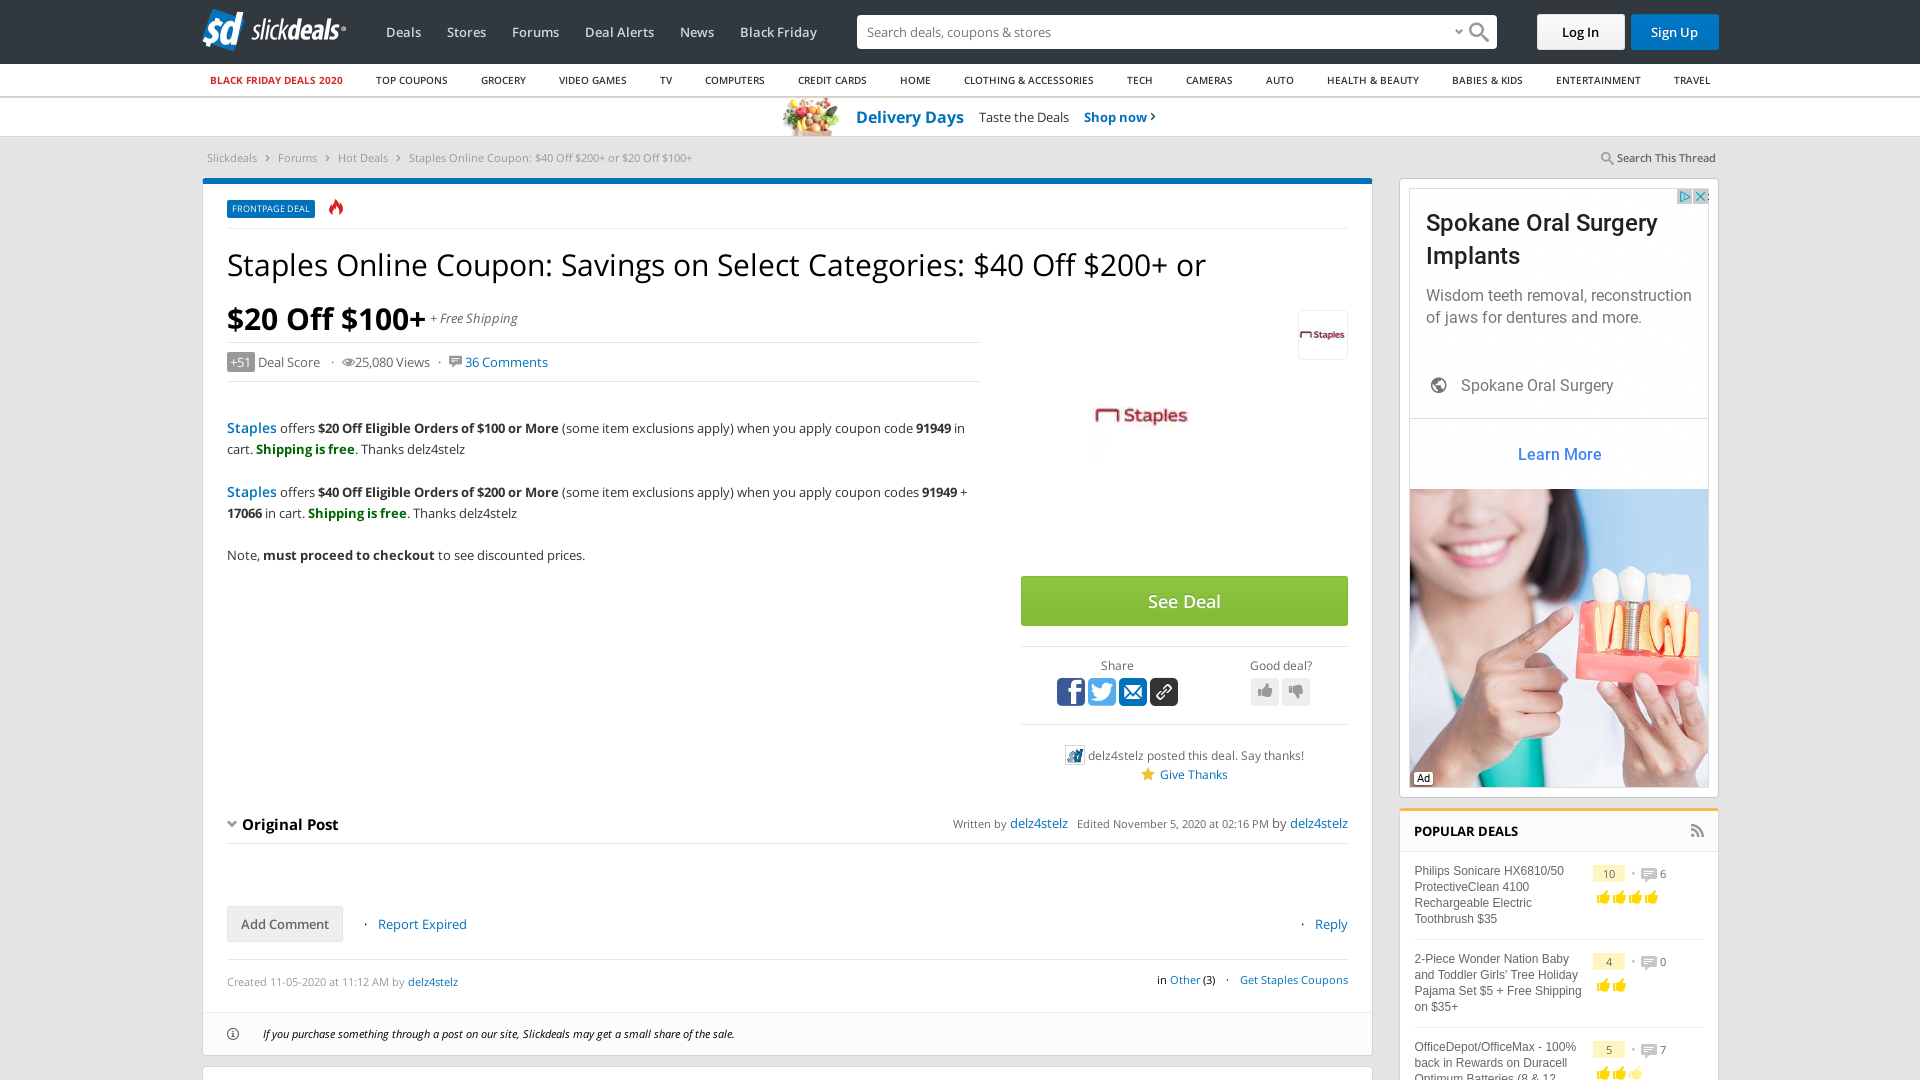 slickdeals
Deals
Stores
Forums
Deal Alerts
News
Black Friday
Search deals, coupons & stores
Log In
Sign Up
BLACK FRIDAY DEALS 2020
TOP COUPONS
GROCERY
VIDEO GAMES
TV
COMPUTERS
CREDIT CARDS
HOME
CLOTHING & ACCESSORIES
TECH
CAMERAS
AUTO
HEALTH & BEAUTY
BABIES & KIDS
ENTERTAINMENT
TRAVEL
Delivery Days Taste the Deals Shop now
Slickdeals > Forums > Hot Deals > Staples Online Coupon: $40 Off $200+ or $20 Off $100+
Search This Thread
FRONTPAGE DEAL
Staples Online Coupon: Savings on Select Categories: $40 Off $200+ or
$20 Off $100+ + Free Shipping
+51 Deal Score · 25,080 Views · 36 Comments
Staples offers $20 Off Eligible Orders of $100 or More (some item exclusions apply) when you apply coupon code 91949 in
cart. Shipping is free. Thanks delz4stelz
Staples offers $40 Off Eligible Orders of $200 or More (some item exclusions apply) when you apply coupon codes 91949 +
17066 in cart. Shipping is free. Thanks delz4stelz
Note, must proceed to checkout to see discounted prices.
Staples
Staples
See Deal
Share
Good deal?
delz4stelz posted this deal. Say thanks!
Give Thanks
Original Post
Written by delz4stelz Edited November 5, 2020 at 02:16 PM by delz4stelz
Add Comment · Report Expired
· Reply
Created 11-05-2020 at 11:12 AM by delz4stelz
in Other (3) · Get Staples Coupons
If you purchase something through a post on our site, Slickdeals may get a small share of the sale.
Spokane Oral Surgery
Implants
Wisdom teeth removal, reconstruction
of jaws for dentures and more.
Spokane Oral Surgery
Learn More
Ad
POPULAR DEALS
Philips Sonicare HX6810/50
ProtectiveClean 4100
Rechargeable Electric
Toothbrush $35
10 • 6
2-Piece Wonder Nation Baby
and Toddler Girls' Tree Holiday
Pajama Set $5 + Free Shipping
on $35+
4 • 0
OfficeDepot/OfficeMax - 100%
back in Rewards on Duracell
Optimum Batteries (8 & 12
5 • 7